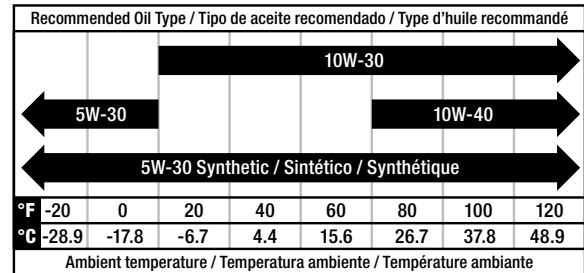 Recommended Oil Type / Tipo de aceite recomendado / Type d'huile recommandé
10W-30
5W-30 10W-40
5W-30 Synthetic / Sintético / Synthétique
°F -20 0 20 40 60 80 100 120
°C -28.9 -17.8 -6.7 4.4 15.6 26.7 37.8 48.9
Ambient temperature / Temperatura ambiente / Température ambiante